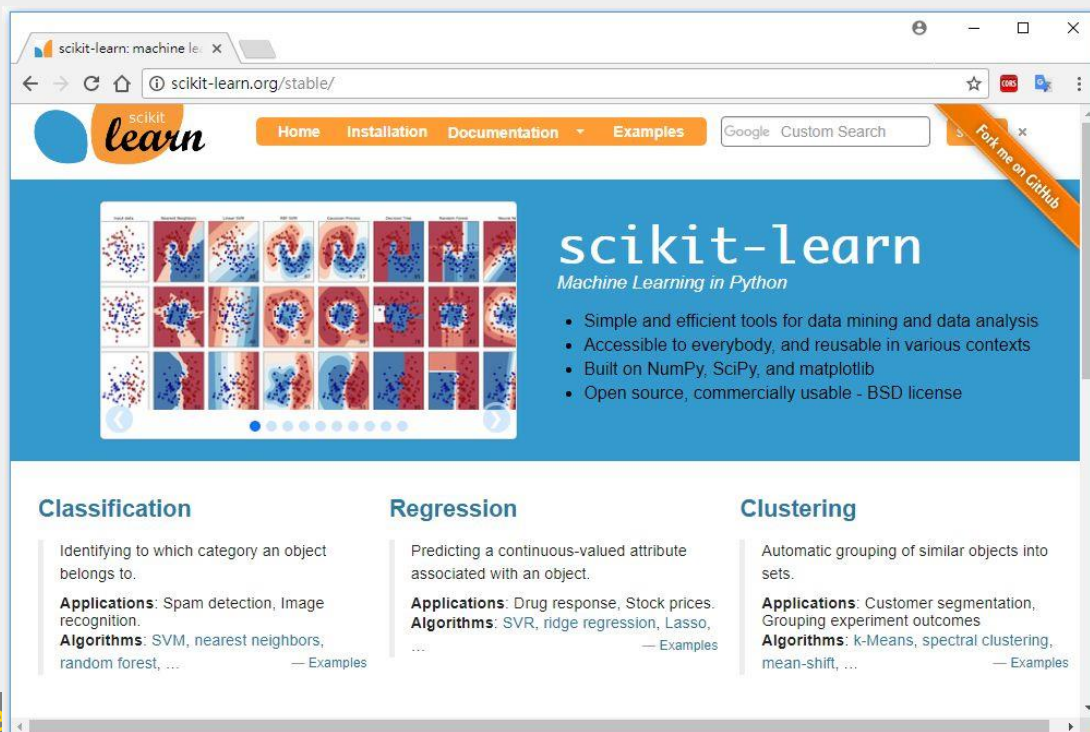 scikit-learn: machine le
scikit-learn.org/stable/
scikit
learn
Home Installation Documentation Examples
Google Custom Search
Fork me on GitHub
scikit-learn
Machine Learning in Python
Simple and efficient tools for data mining and data analysis
Accessible to everybody, and reusable in various contexts
Built on NumPy, SciPy, and matplotlib
Open source, commercially usable - BSD license
Classification
Identifying to which category an object
belongs to.
Applications: Spam detection, Image
recognition.
Algorithms: SVM, nearest neighbors,
random forest, … — Examples
Regression
Predicting a continuous-valued attribute
associated with an object.
Applications: Drug response, Stock prices.
Algorithms: SVR, ridge regression, Lasso,
… — Examples
Clustering
Automatic grouping of similar objects into
sets.
Applications: Customer segmentation,
Grouping experiment outcomes
Algorithms: k-Means, spectral clustering,
mean-shift, … — Examples